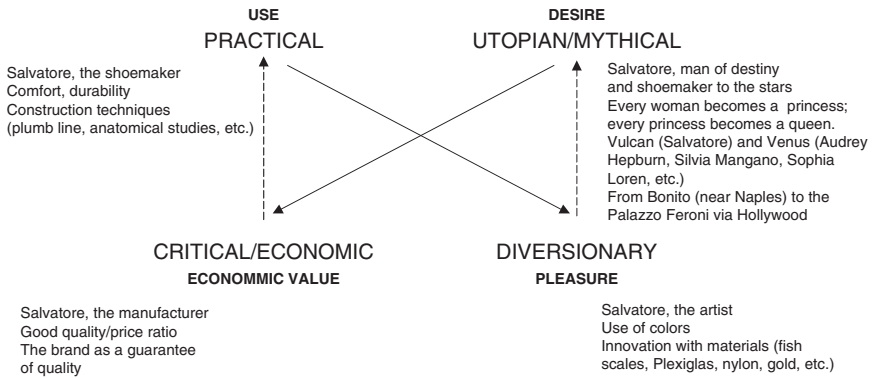 USE
PRACTICAL
Salvatore, the shoemaker
Comfort, durability
Construction techniques
(plumb line, anatomical studies, etc.)
DESIRE
UTOPIAN/MYTHICAL
Salvatore, man of destiny
and shoemaker to the stars
Every woman becomes a princess;
every princess becomes a queen.
Vulcan (Salvatore) and Venus (Audrey
Hepburn, Silvia Mangano, Sophia
Loren, etc.)
From Bonito (near Naples) to the
Palazzo Feroni via Hollywood
CRITICAL/ECONOMIC
ECONOMMIC VALUE
Salvatore, the manufacturer
Good quality/price ratio
The brand as a guarantee
of quality
DIVERSIONARY
PLEASURE
Salvatore, the artist
Use of colors
Innovation with materials (fish
scales, Plexiglas, nylon, gold, etc.)